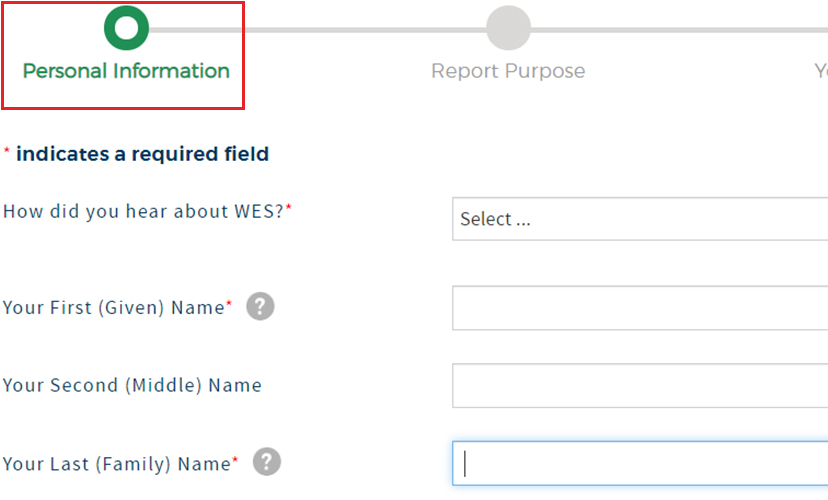 Personal Information
Report Purpose
* indicates a required field
How did you hear about WES?*
Select ...
Your First (Given) Name* ?
Your Second (Middle) Name
Your Last (Family) Name* ?